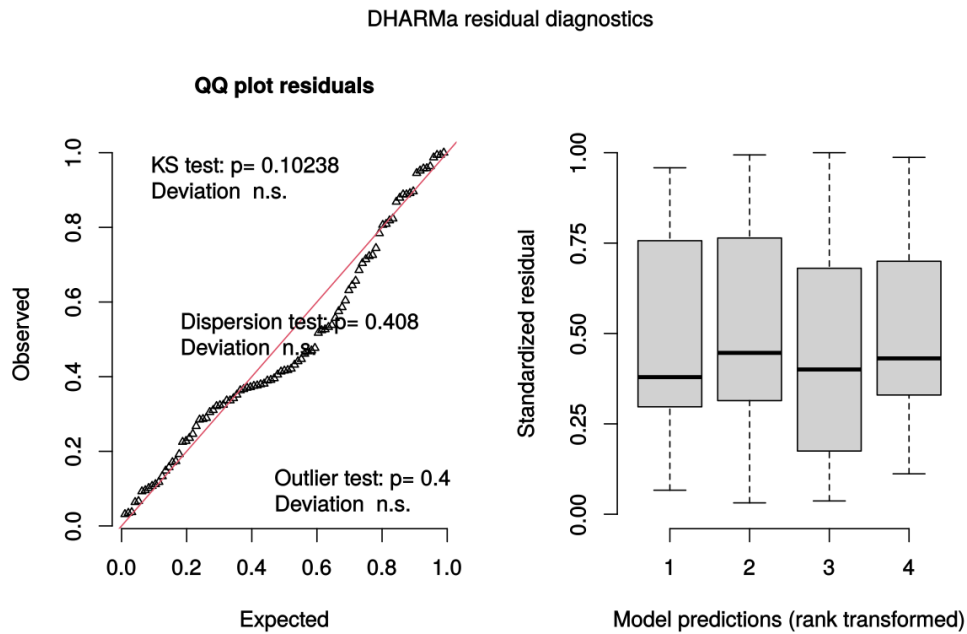 DHARMa residual diagnostics
QQ plot residuals
KS test: p= 0.10238
Deviation n.s.
Dispersion test: p= 0.408
Deviation n.s.
Outlier test: p= 0.4
Deviation n.s.
Observed
0.0 0.2 0.4 0.6 0.8 1.0
0.0 0.2 0.4 0.6 0.8 1.0
Expected
Standardized residual
0.00 0.25 0.50 0.75 1.00
1 2 3 4
Model predictions (rank transformed)